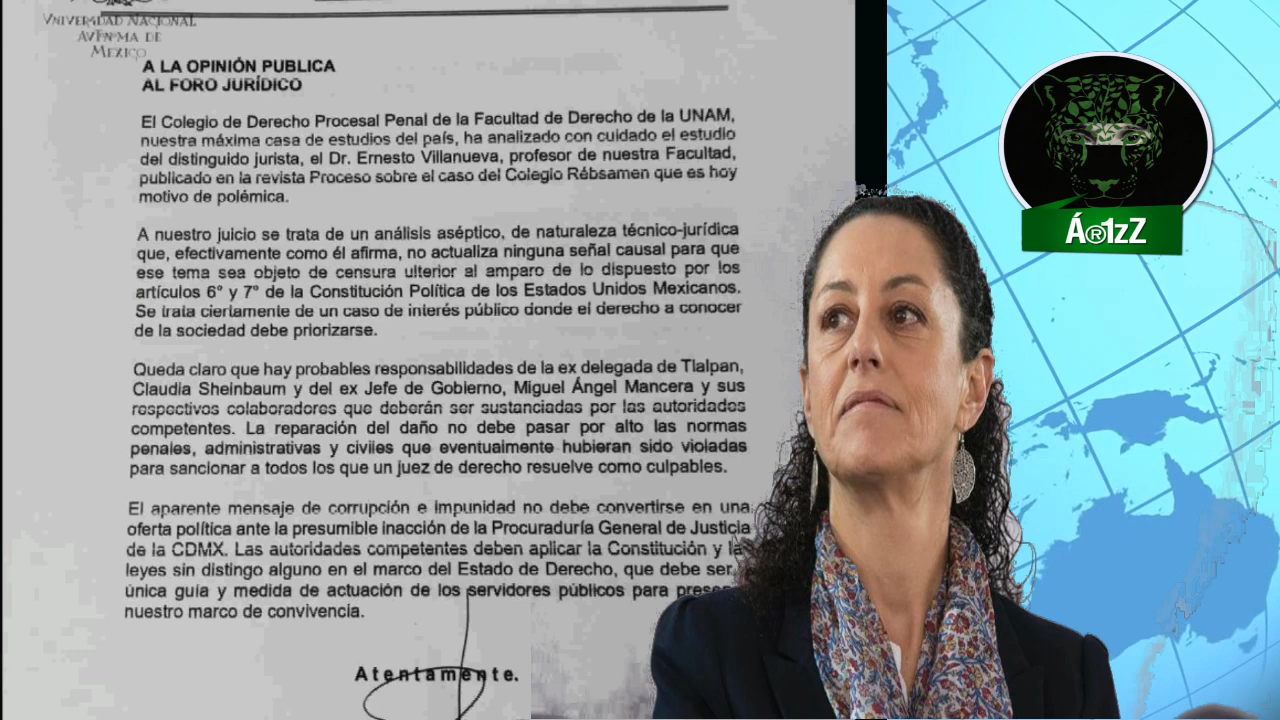 VNIVERSDAD NACIONAL
AVTNMA DE
MEXICO
A LA OPINIÓN PUBLICA
AL FORO JURÍDICO
El Colegio de Derecho Procesal Penal de la Facultad de Derecho de la UNAM,
nuestra máxima casa de estudios del país, ha analizado con cuidado el estudio
del distinguido jurista, el Dr. Ernesto Villanueva, profesor de nuestra Facultad,
publicado en la revista Proceso sobre el caso del Colegio Rébsamen que es hoy
motivo de polémica.
A nuestro juicio se trata de un análisis aséptico, de naturaleza técnico-jurídica
que, efectivamente como él afirma, no actualiza ninguna señal causal para que
ese tema sea objeto de censura ulterior al amparo de lo dispuesto por los
artículos 6° y 7° de la Constitución Política de los Estados Unidos Mexicanos.
Se trata ciertamente de un caso de interés público donde el derecho a conocer
de la sociedad debe priorizarse.
Queda claro que hay probables responsabilidades de la ex delegada de Tlalpan,
Claudia Sheinbaum y del ex Jefe de Gobierno, Miguel Ángel Mancera y sus
respectivos colaboradores que deberán ser sustanciadas por las autoridades
competentes. La reparación del daño no debe pasar por alto las normas
penales, administrativas y civiles que eventualmente hubieran sido violadas
para sancionar a todos los que un juez de derecho resuelve como culpables.
El aparente mensaje de corrupción e impunidad no debe convertirse en una
oferta política ante la presumible inacción de la Procuraduría General de Justicia
de la CDMX. Las autoridades competentes deben aplicar la Constitución y la
leyes sin distingo alguno en el marco del Estado de Derecho, que debe ser
única guía y medida de actuación de los servidores públicos para
nuestro marco de convivencia.
Atentamente.
Á®1zZ